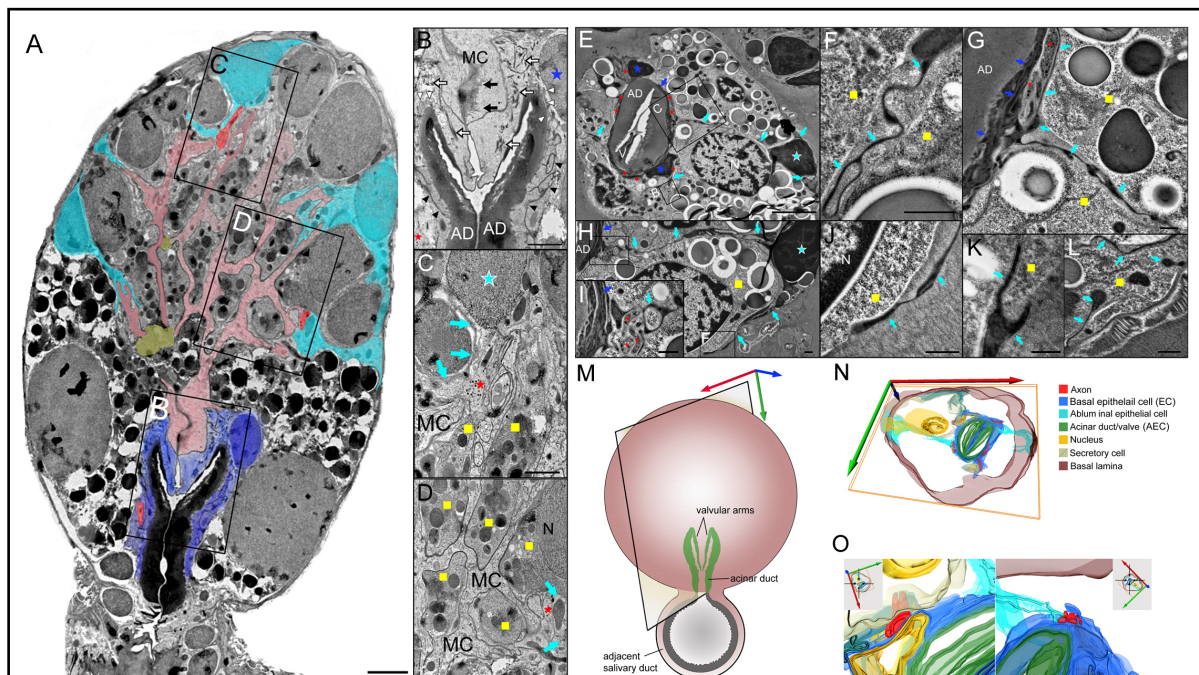 A
C
D
B
B
MC
AD
AD
C
MC
D
N
MC
MC
E
AD
N
F
G
AD
H
AD
I
F
J
N
K
L
M
valvular arms
acinar duct
adjacent
salivary duct
N
Axon
Basal epithelail cell (EC)
Ablum inal epithelial cell
Acinar duct/valve (AEC)
Nucleus
Secretory cell
Basal lamina
O